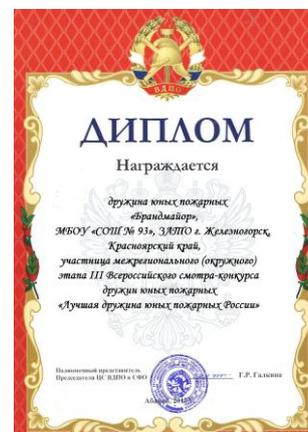 ВДПО
ДИПЛОМ
Награждается
дружина юных пожарных
«Брандмайор»,
МБОУ «СОШ № 93», ЗАТО г. Железногорск,
Красноярский край,
участница межрегионального (окружного)
этапа III Всероссийского смотра-конкурса
дружин юных пожарных
«Лучшая дружина юных пожарных России»
Полномочный представитель
Председателя ЦС ВДПО в СФО
Г.Р. Галкина